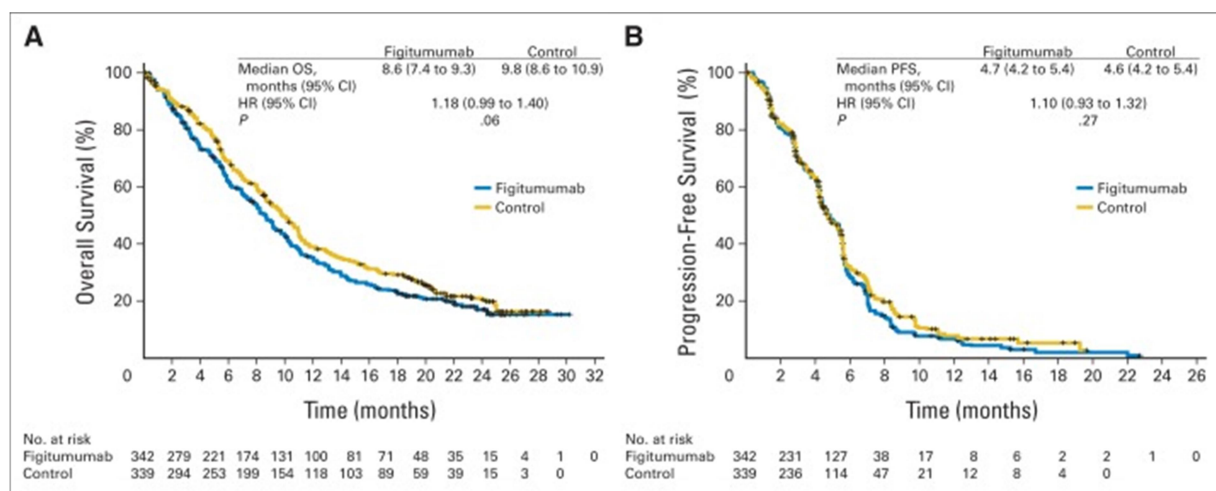 A
Figitumumab Control
Median OS, 8.6 (7.4 to 9.3) 9.8 (8.6 to 10.9)
months (95% CI)
HR (95% CI) 1.18 (0.99 to 1.40)
P .06
Overall Survival (%)
100
80
60
40
20
Figitumumab
Control
0 2 4 6 8 10 12 14 16 18 20 22 24 26 28 30 32
Time (months)
No. at risk
Figitumumab 342 279 221 174 131 100 81 71 48 35 15 4 1 0
Control 339 294 253 199 154 118 103 89 59 39 15 3 0
B
Figitumumab Control
Median PFS, 4.7 (4.2 to 5.4) 4.6 (4.2 to 5.4)
months (95% CI)
HR (95% CI) 1.10 (0.93 to 1.32)
P .27
Progression-Free Survival (%)
100
80
60
40
20
Figitumumab
Control
0 2 4 6 8 10 12 14 16 18 20 22 24 26
Time (months)
No. at risk
Figitumumab 342 231 127 38 17 8 6 2 2 1 0
Control 339 236 114 47 21 12 8 4 0